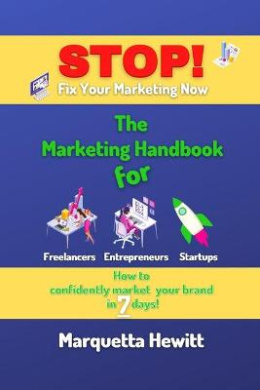 STOP!
Fix Your Marketing Now
The
Marketing Handbook
for
Freelancers Entrepreneurs Startups
How to
confidently market your brand
in 7 days!
Marquetta Hewitt